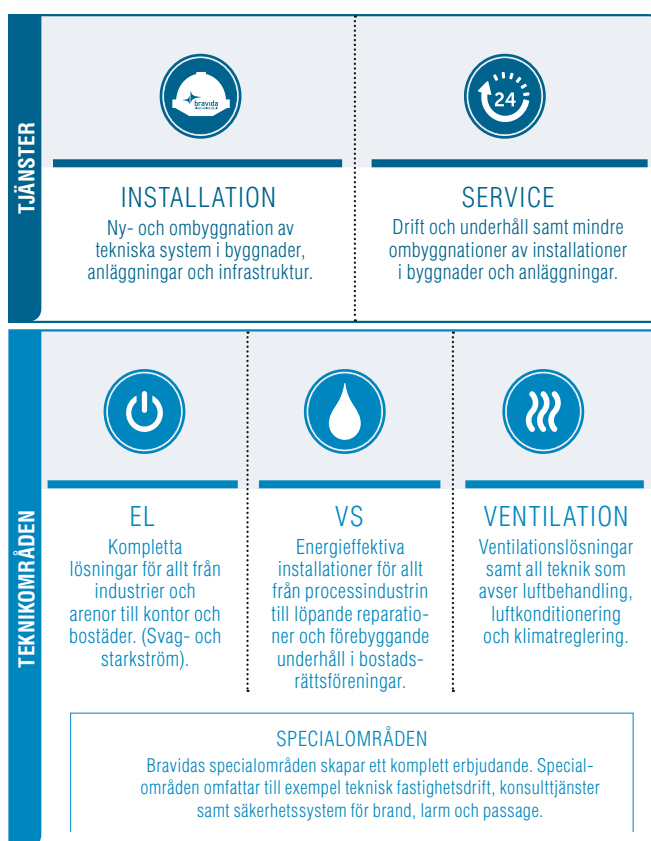 TJÄNSTER
bravida
24
INSTALLATION
Ny- och ombyggnation av
tekniska system i byggnader,
anläggningar och infrastruktur.
SERVICE
Drift och underhåll samt mindre
ombyggnationer av installationer
i byggnader och anläggningar.
TEKNIKOMRÅDEN
EL
Kompletta
lösningar för allt från
industrier och
arenor till kontor och
bostäder. (Svag- och
starkström).
VS
Energieffektiva
installationer för allt
från processindustrin
till löpande reparatio-
ner och förebyggande
underhåll i bostads-
rättsföreningar.
VENTILATION
Ventilationslösningar
samt all teknik som
avser luftbehandling,
luftkonditionering
och klimatreglering.
SPECIALOMRÅDEN
Bravidas specialområden skapar ett komplett erbjudande. Special-
områden omfattar till exempel teknisk fastighetsdrift, konsulttjänster
samt säkerhetssystem för brand, larm och passage.